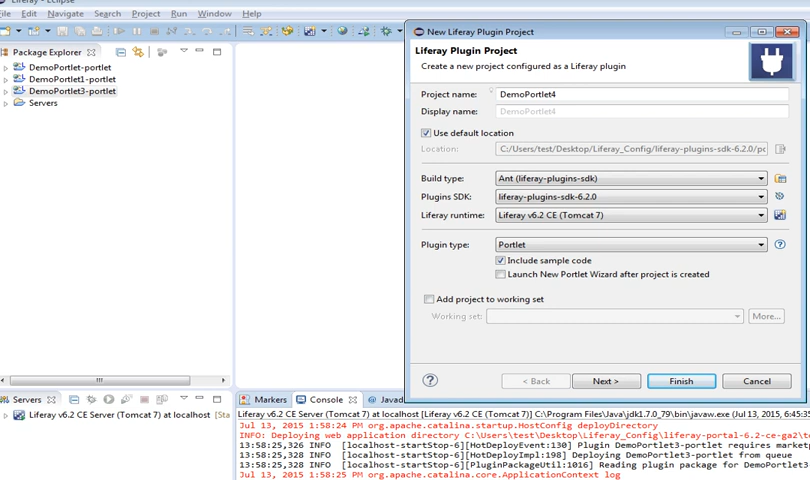 Liferay - Eclipse
File Edit Navigate Search Project Run Window Help
Package Explorer
DemoPortlet-portlet
DemoPortlet1-portlet
DemoPortlet3-portlet
Servers
New Liferay Plugin Project
Liferay Plugin Project
Create a new project configured as a Liferay plugin
Project name: DemoPortlet4
Display name: DemoPortlet4
Use default location
Location: C:/Users/test/Desktop/Liferay_Config/liferay-plugins-sdk-6.2.0/pc
Build type: Ant (liferay-plugins-sdk)
Plugins SDK: liferay-plugins-sdk-6.2.0
Liferay runtime: Liferay v6.2 CE (Tomcat 7)
Plugin type: Portlet
Include sample code
Launch New Portlet Wizard after project is created
Add project to working set
Working set: More...
< Back Next > Finish Cancel
Servers
Liferay v6.2 CE Server (Tomcat 7) at localhost [Sta
Markers Console Javad
Liferay v6.2 CE Server (Tomcat 7) at localhost [Liferay v6.2 CE (Tomcat 7)] C:\Program Files\Java\jdk1.7.0_79\bin\javaw.exe (Jul 13, 2015, 6:45:35
Jul 13, 2015 1:58:24 PM org.apache.catalina.startup.HostConfig deployDirectory
INFO: Deploying web application directory C:\Users\test\Desktop\Liferay_Config\liferay-portal-6.2-ce-ga2\to
13:58:25,326 INFO [localhost-startStop-6][HotDeployEvent:130] Plugin DemoPortlet3-portlet requires marketp
13:58:25,328 INFO [localhost-startStop-6][HotDeployImpl:198] Deploying DemoPortlet3-portlet from queue
13:58:25,328 INFO [localhost-startStop-6][PluginPackageUtil:1016] Reading plugin package for DemoPortlet3
Jul 13, 2015 1:58:25 PM org.apache.catalina.core.ApplicationContext log